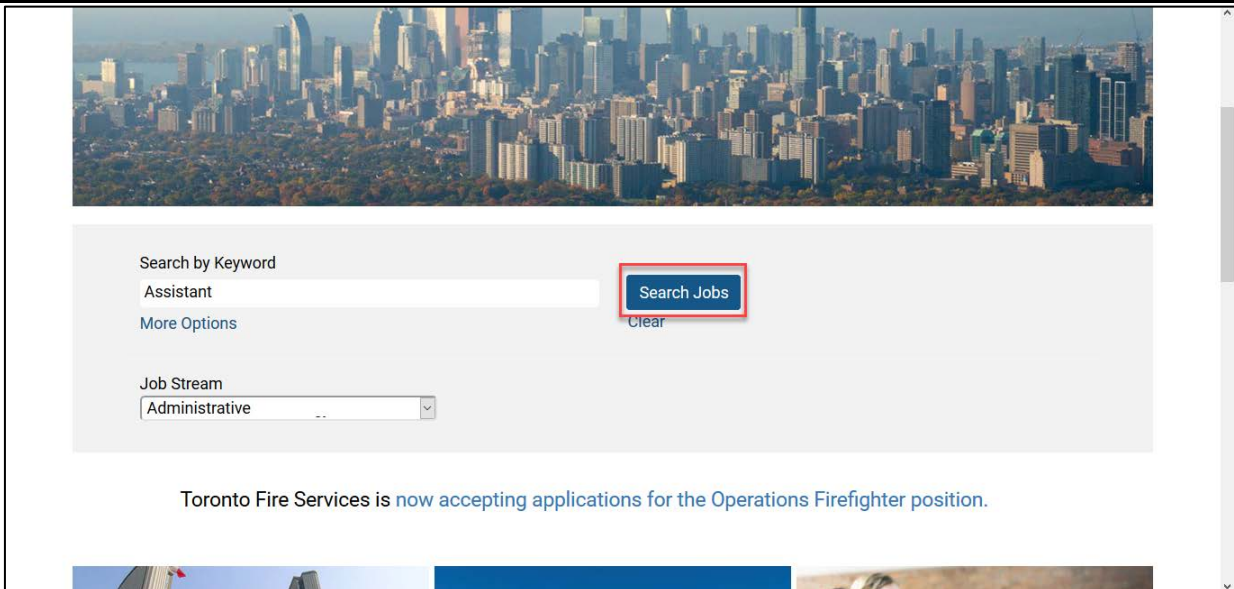 Search by Keyword
Assistant
Search Jobs
More Options
Clear
Job Stream
Administrative
Toronto Fire Services is now accepting applications for the Operations Firefighter position.